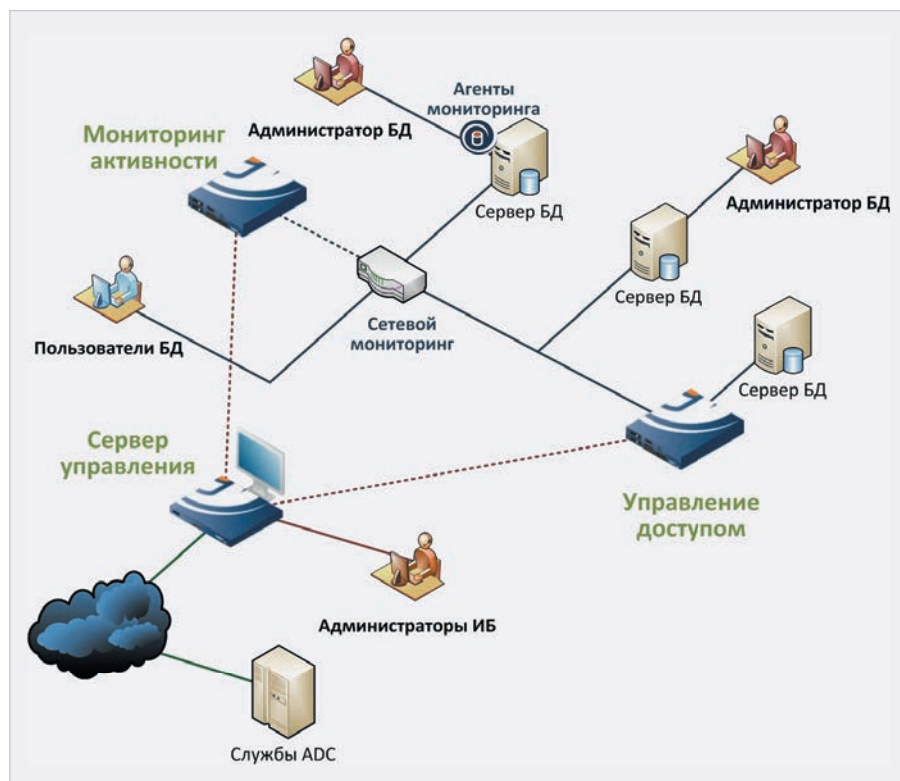 Агенты
мониторинга
Администратор БД
Мониторинг
активности
Сервер БД
Администратор БД
Сервер БД
Сетевой
мониторинг
Пользователи БД
Сервер БД
Сервер
управления
Управление
доступом
Администраторы ИБ
Службы ADC